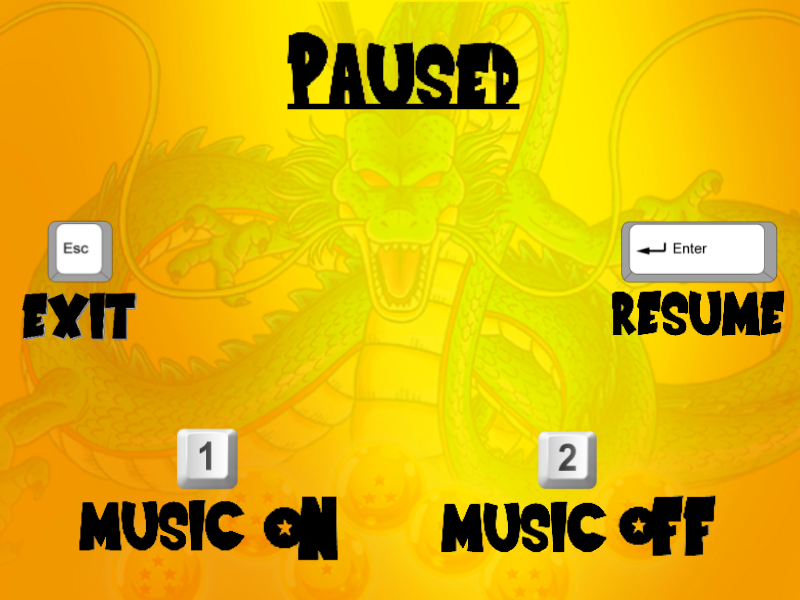 PAUSED
Esc
Enter
EXIT
RESUME
1
2
MUSIC ON
MUSIC OFF